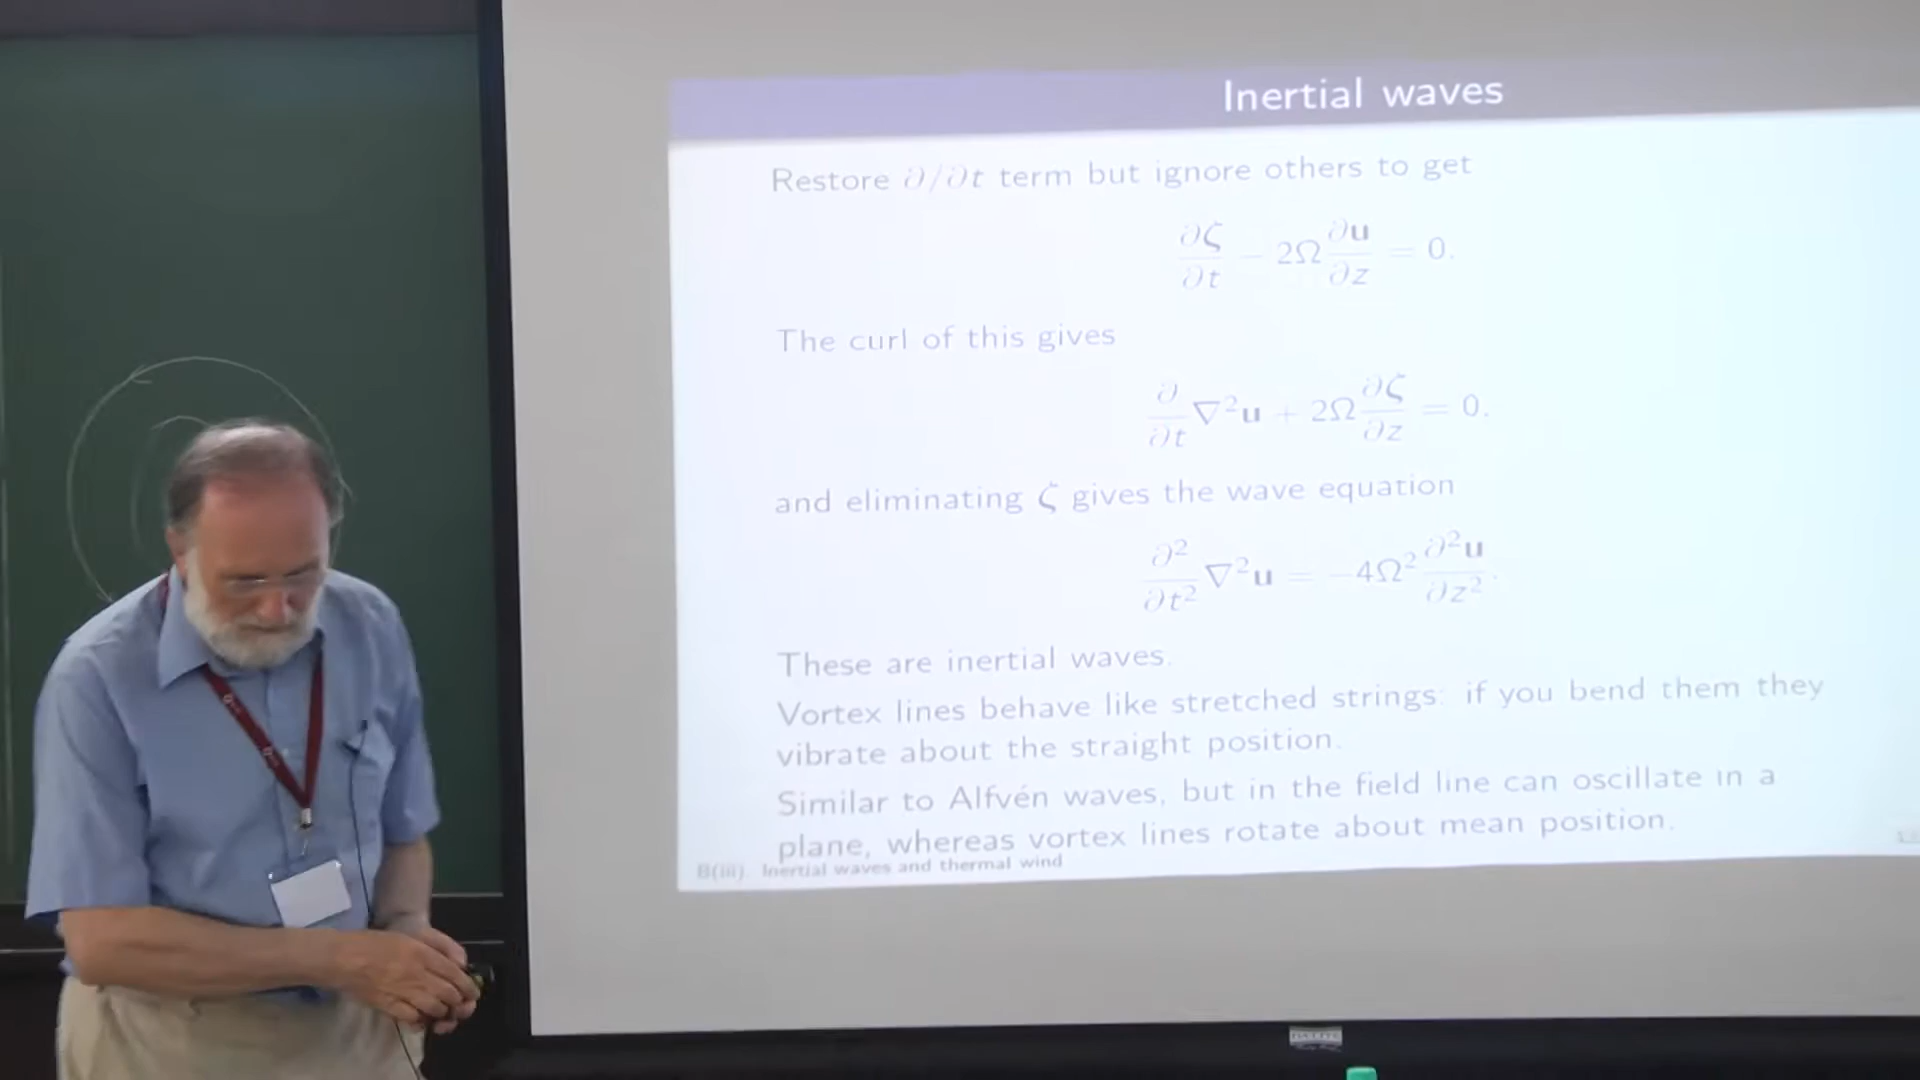 Inertial waves
Restore ∂/∂t term but ignore others to get
∂ζ/∂t − 2Ω ∂u/∂z = 0.
The curl of this gives
∂/∂t ∇²u + 2Ω ∂ζ/∂z = 0.
and eliminating ζ gives the wave equation
∂²/∂t² ∇²u = −4Ω² ∂²u/∂z².
These are inertial waves.
Vortex lines behave like stretched strings: if you bend them they
vibrate about the straight position.
Similar to Alfvén waves, but in the field line can oscillate in a
plane, whereas vortex lines rotate about mean position.
B(iii). Inertial waves and thermal wind